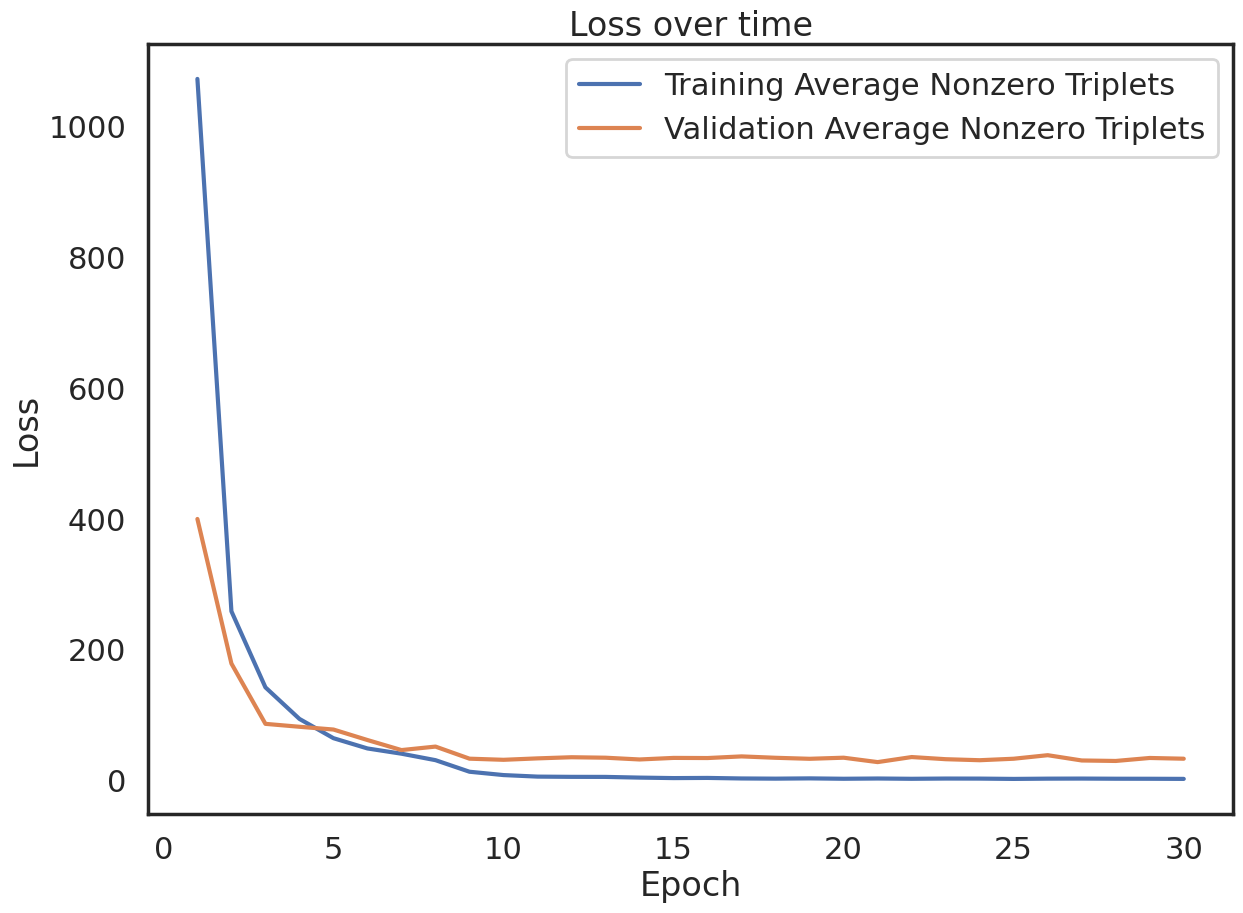 Loss over time
Training Average Nonzero Triplets
Validation Average Nonzero Triplets
1000
800
600
400
200
0
Loss
0 5 10 15 20 25 30
Epoch